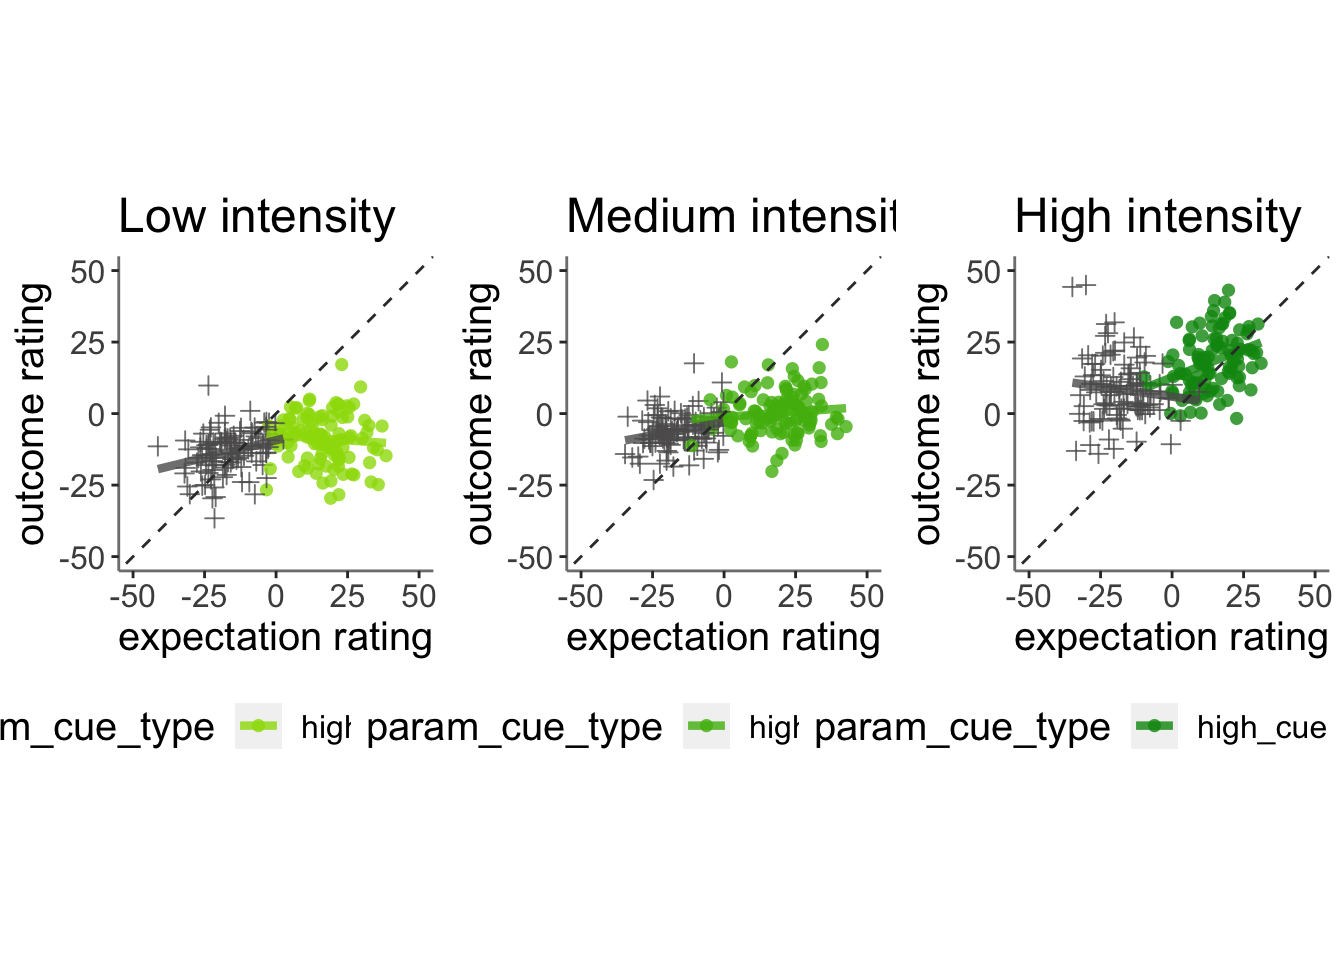 Low intensity
Medium intensit
High intensity
outcome rating
50
25
0
-25
-50
-50 -25 0 25 50
expectation rating
outcome rating
50
25
0
-25
-50
-50 -25 0 25 50
expectation rating
outcome rating
50
25
0
-25
-50
-50 -25 0 25 50
expectation rating
m_cue_type high
param_cue_type high
param_cue_type high_cue